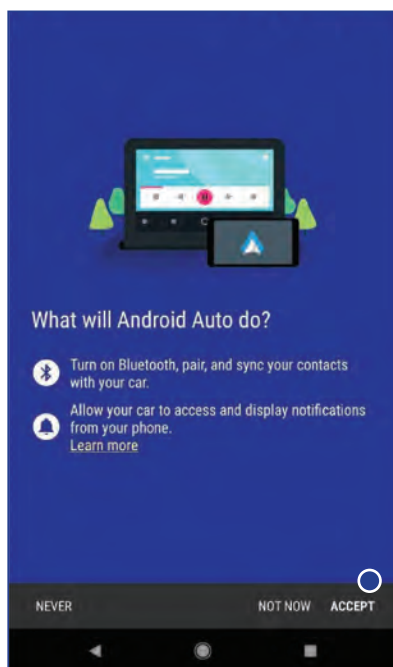 What will Android Auto do?
Turn on Bluetooth, pair, and sync your contacts
with your car.
Allow your car to access and display notifications
from your phone.
Learn more
NEVER NOT NOW ACCEPT